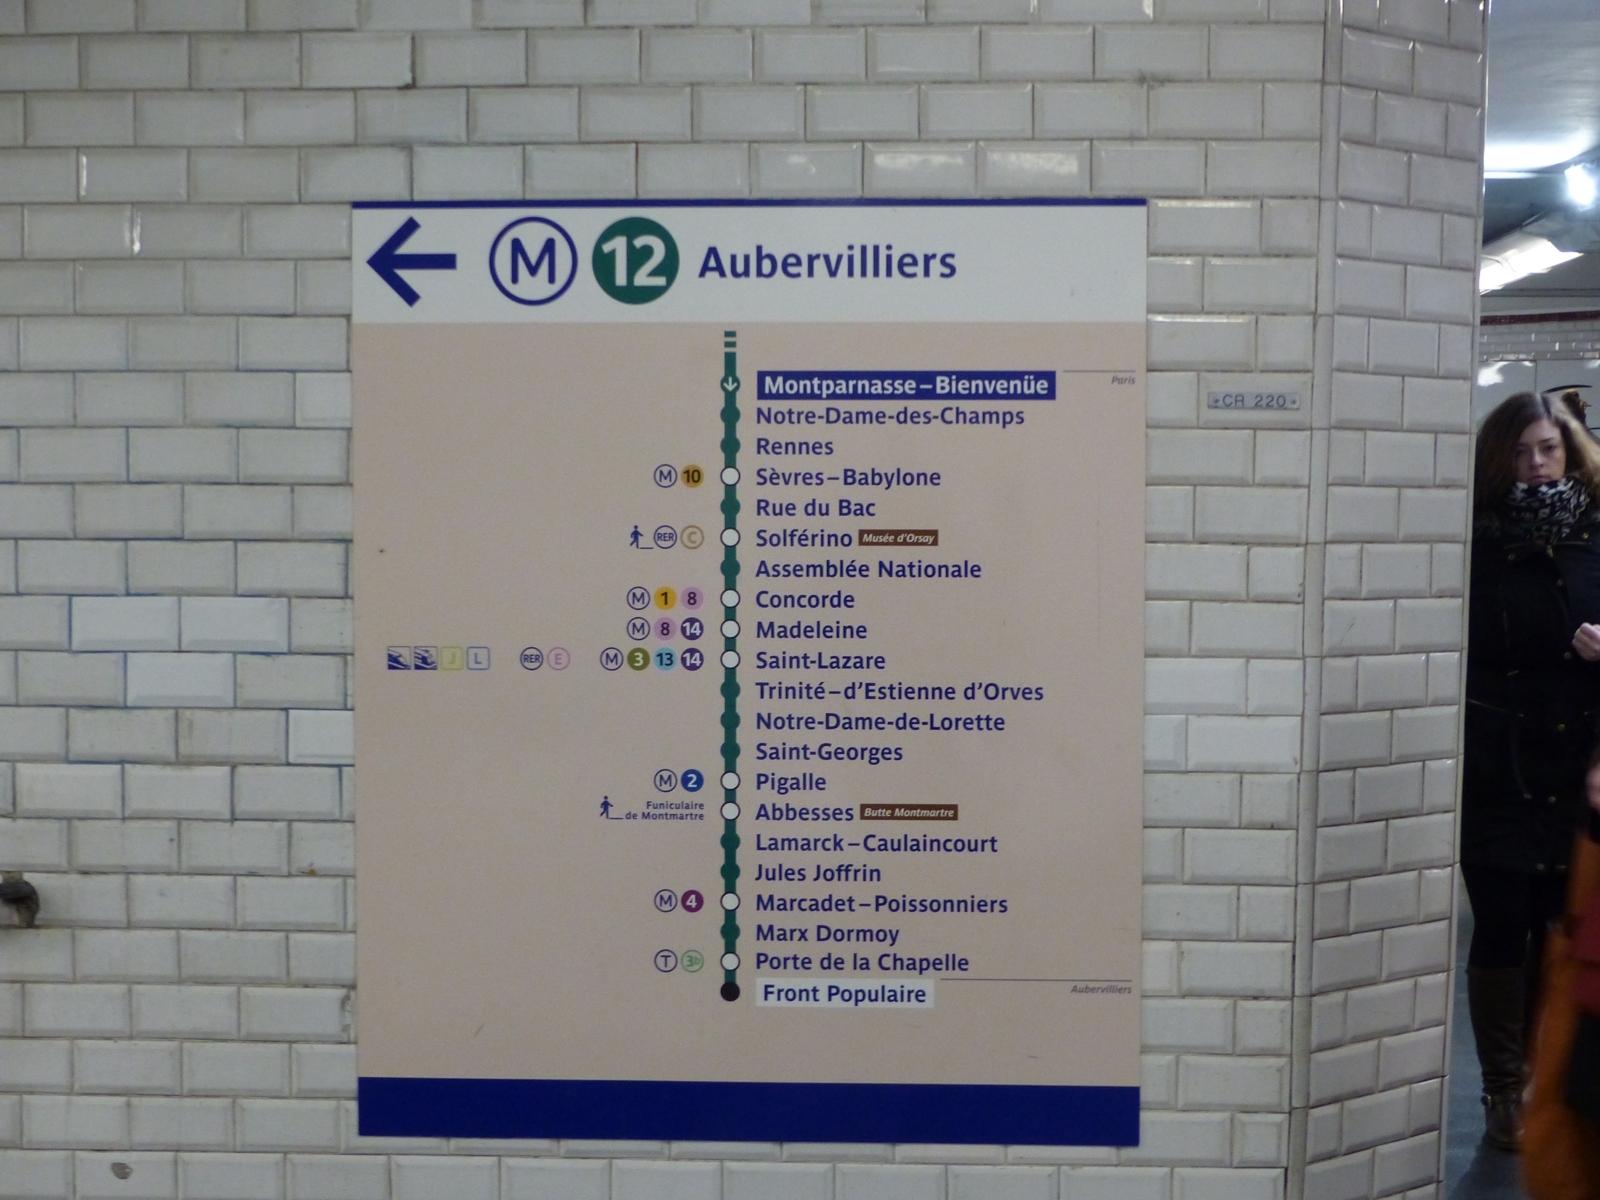 M 12 Aubervilliers
Montparnasse – Bienvenüe
Paris
Notre-Dame-des-Champs
Rennes
M 10 Sèvres – Babylone
Rue du Bac
RER C Solférino Musée d'Orsay
Assemblée Nationale
M 1 8 Concorde
M 8 14 Madeleine
J L RER E M 3 13 14 Saint-Lazare
Trinité – d'Estienne d'Orves
Notre-Dame-de-Lorette
Saint-Georges
M 2 Pigalle
Funiculaire
de Montmartre
Abbesses Butte Montmartre
Lamarck – Caulaincourt
Jules Joffrin
M 4 Marcadet – Poissonniers
Marx Dormoy
T 3b Porte de la Chapelle
Front Populaire
Aubervilliers
CR 220